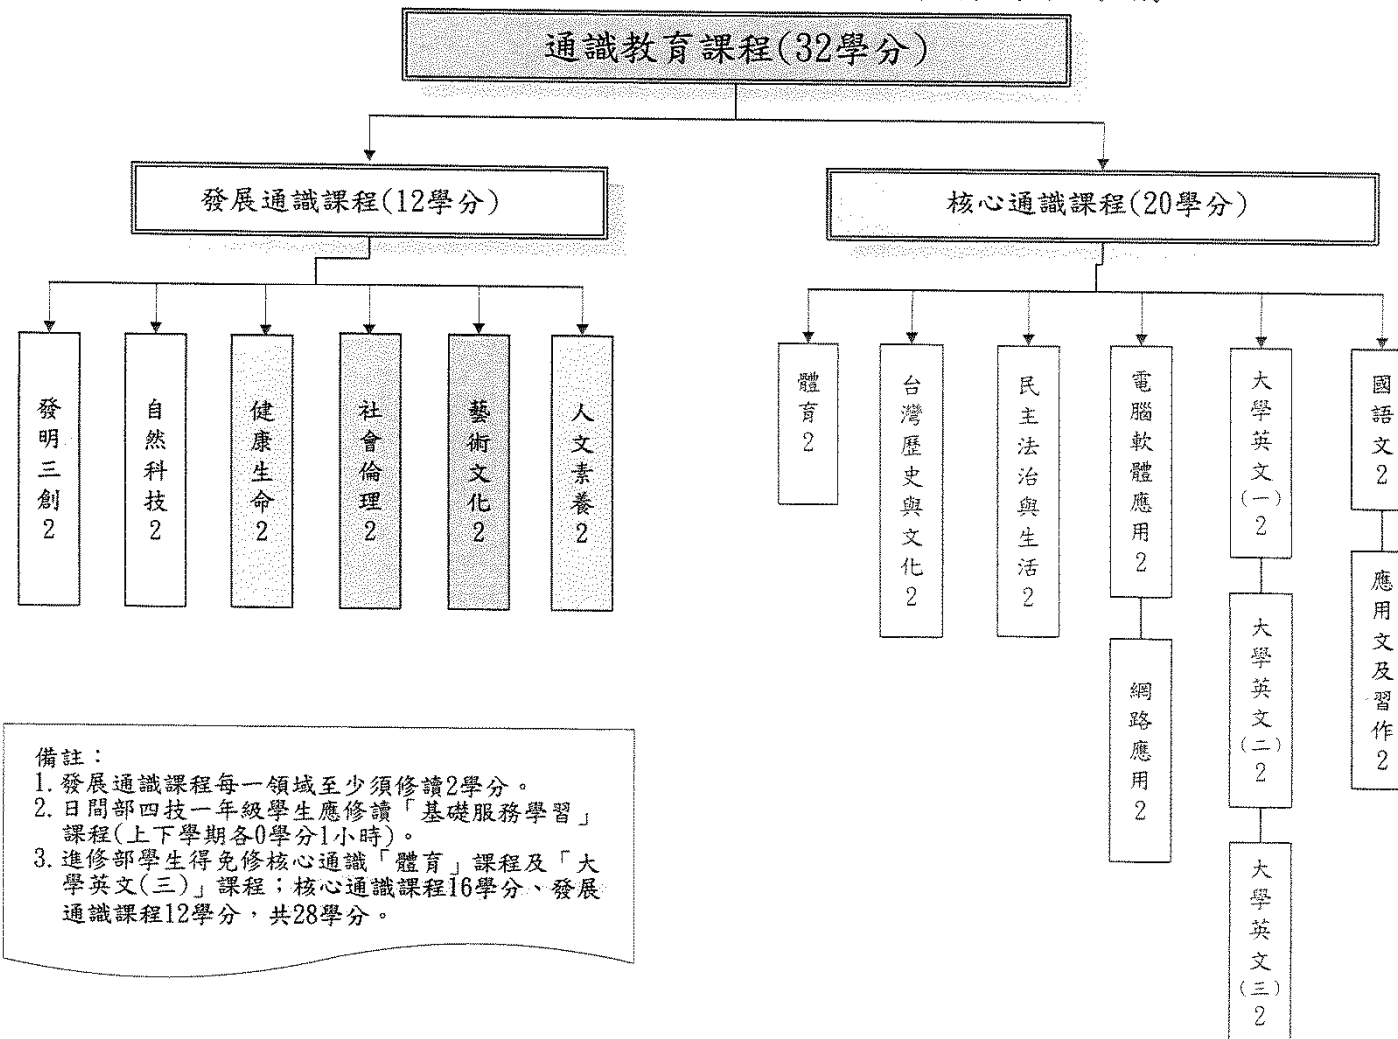 通識教育課程(32學分)
發展通識課程(12學分)
核心通識課程(20學分)
發明三創2
自然科技2
健康生命2
社會倫理2
藝術文化2
人文素養2
體育2
台灣歷史與文化2
民主法治與生活2
電腦軟體應用2
網路應用2
大學英文(一)2
大學英文(二)2
大學英文(三)2
國語文2
應用文及習作2
備註：
1. 發展通識課程每一領域至少須修讀2學分。
2. 日間部四技一年級學生應修讀「基礎服務學習」
課程(上下學期各0學分1小時)。
3. 進修部學生得免修核心通識「體育」課程及「大
學英文(三)」課程；核心通識課程16學分、發展
通識課程12學分，共28學分。